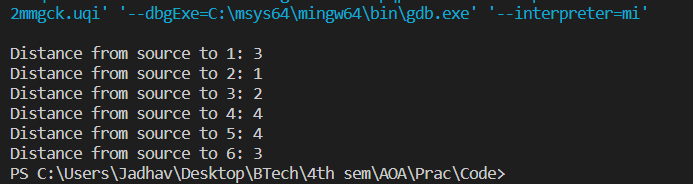 2mmgck.uqi' '--dbgExe=C:\msys64\mingw64\bin\gdb.exe' '--interpreter=mi'
Distance from source to 1: 3
Distance from source to 2: 1
Distance from source to 3: 2
Distance from source to 4: 4
Distance from source to 5: 4
Distance from source to 6: 3
PS C:\Users\Jadhav\Desktop\BTech\4th sem\AOA\Prac\Code>